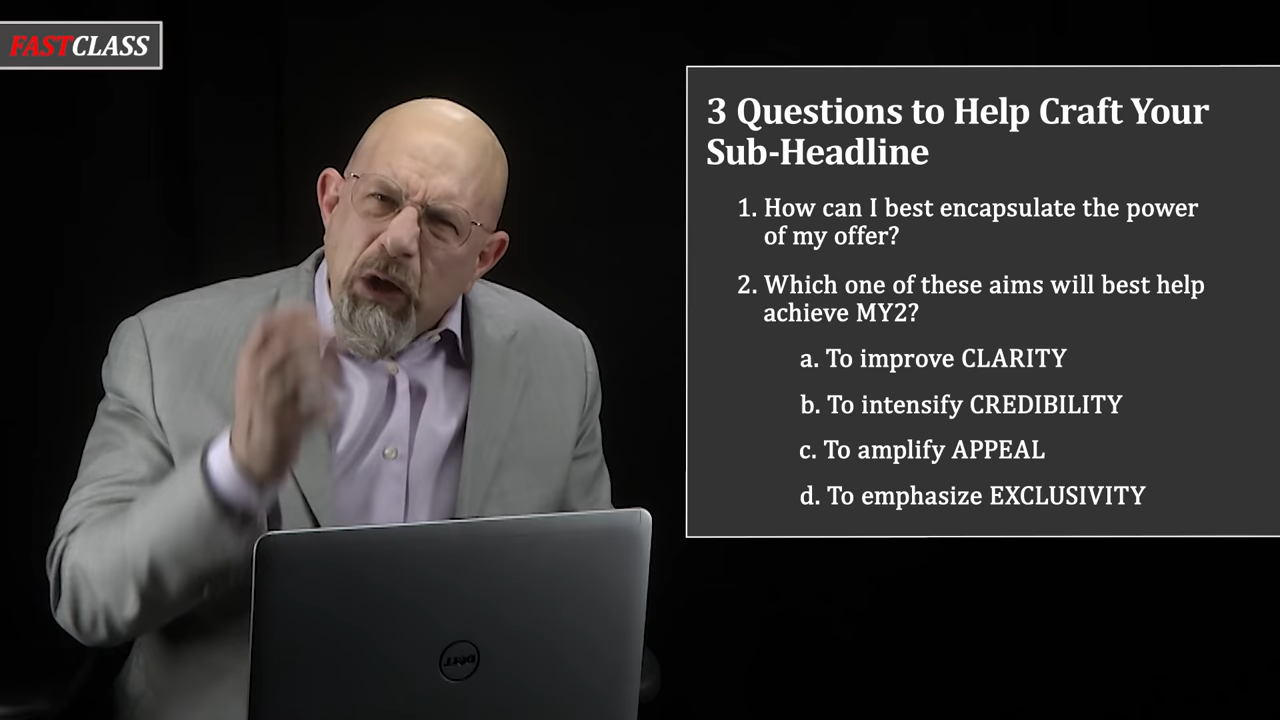 FASTCLASS
3 Questions to Help Craft Your
Sub-Headline
1. How can I best encapsulate the power
of my offer?
2. Which one of these aims will best help
achieve MY2?
a. To improve CLARITY
b. To intensify CREDIBILITY
c. To amplify APPEAL
d. To emphasize EXCLUSIVITY
DELL